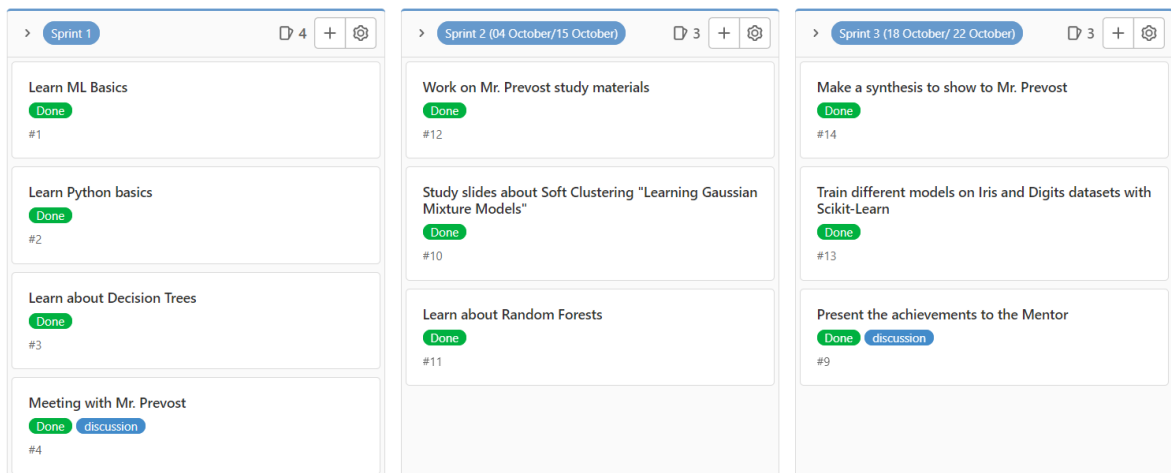 Sprint 1
4
Learn ML Basics
Done
#1
Learn Python basics
Done
#2
Learn about Decision Trees
Done
#3
Meeting with Mr. Prevost
Done discussion
#4
Sprint 2 (04 October/15 October)
3
Work on Mr. Prevost study materials
Done
#12
Study slides about Soft Clustering "Learning Gaussian
Mixture Models"
Done
#10
Learn about Random Forests
Done
#11
Sprint 3 (18 October/ 22 October)
3
Make a synthesis to show to Mr. Prevost
Done
#14
Train different models on Iris and Digits datasets with
Scikit-Learn
Done
#13
Present the achievements to the Mentor
Done discussion
#9